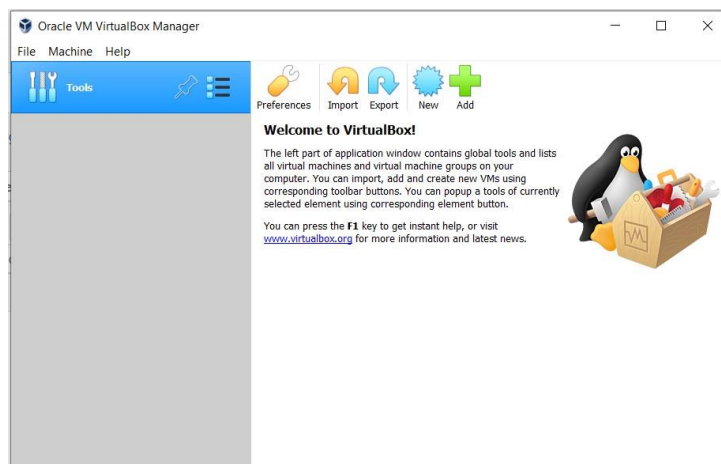 Oracle VM VirtualBox Manager
File Machine Help
Tools
Preferences Import Export New Add
Welcome to VirtualBox!
The left part of application window contains global tools and lists
all virtual machines and virtual machine groups on your
computer. You can import, add and create new VMs using
corresponding toolbar buttons. You can popup a tools of currently
selected element using corresponding element button.
You can press the F1 key to get instant help, or visit
www.virtualbox.org for more information and latest news.